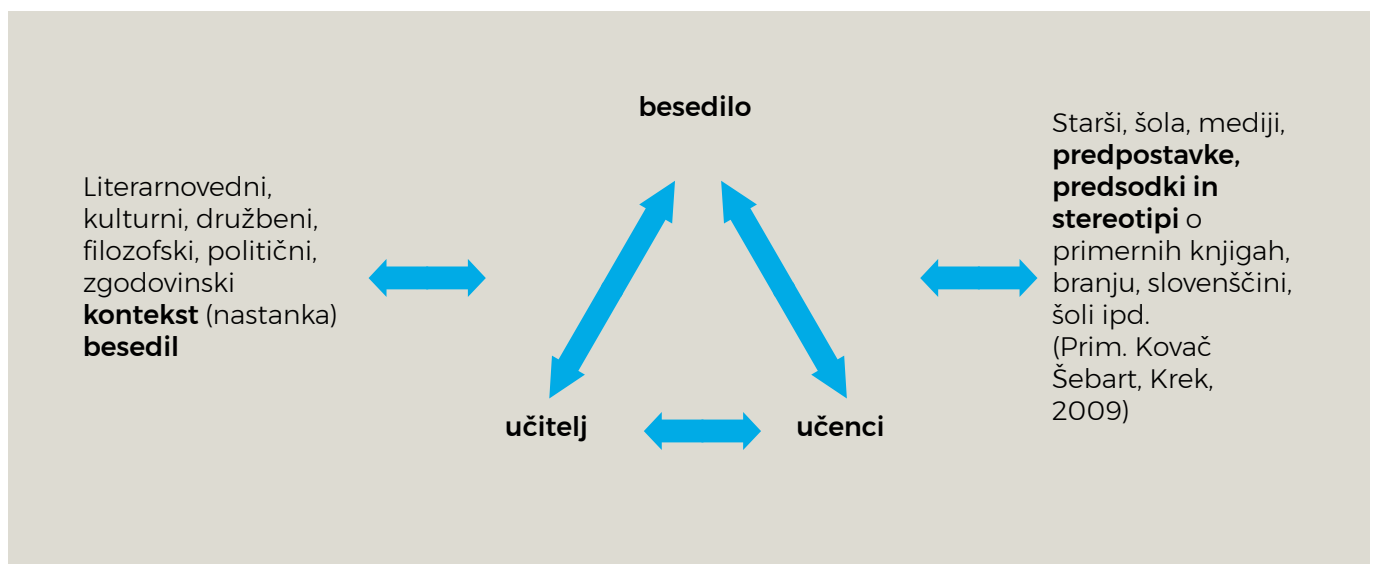 besedilo
Literarnovedni,
kulturni, družbeni,
filozofski, politični,
zgodovinski
kontekst (nastanka)
besedil
Starši, šola, mediji,
predpostavke,
predsodki in
stereotipi o
primernih knjigah,
branju, slovenščini,
šoli ipd.
(Prim. Kovač
Šebart, Krek,
2009)
učitelj
učenci